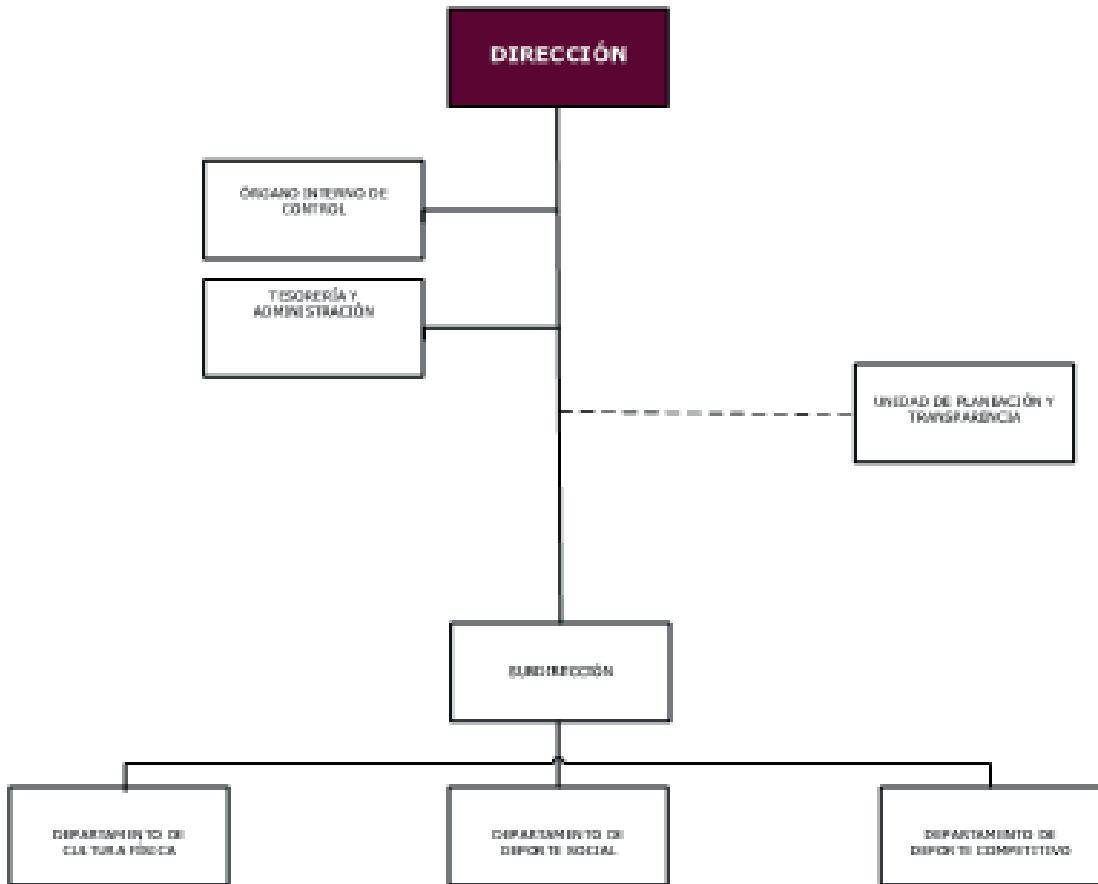 DIRECCIÓN
ÓRGANO INTERNO DE
CONTROL
TESORERÍA Y
ADMINISTRACIÓN
UNIDAD DE PLANEACIÓN Y
TRANSPARENCIA
SUBDIRECCIÓN
DEPARTAMENTO DE
CULTURA FÍSICA
DEPARTAMENTO DE
DEPORTE SOCIAL
DEPARTAMENTO DE
DEPORTE COMPETITIVO